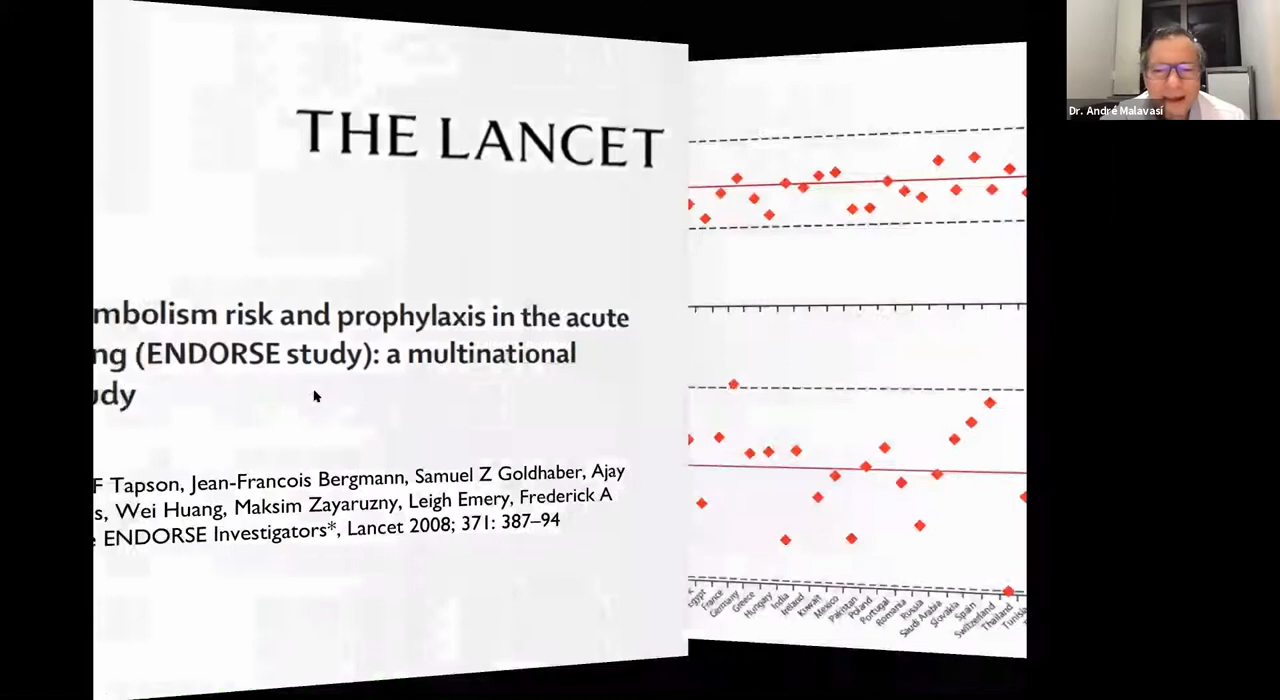 THE LANCET
mbolism risk and prophylaxis in the acute
ng (ENDORSE study): a multinational
udy
F Tapson, Jean-Francois Bergmann, Samuel Z Goldhaber, Ajay
s, Wei Huang, Maksim Zayaruzny, Leigh Emery, Frederick A
ENDORSE Investigators*, Lancet 2008; 371: 387–94
Egypt
France
Germany
Greece
Hungary
India
Ireland
Kuwait
Mexico
Pakistan
Poland
Portugal
Romania
Russia
Saudi Arabia
Slovakia
Spain
Switzerland
Thailand
Tunisia
Dr. André Malavasi